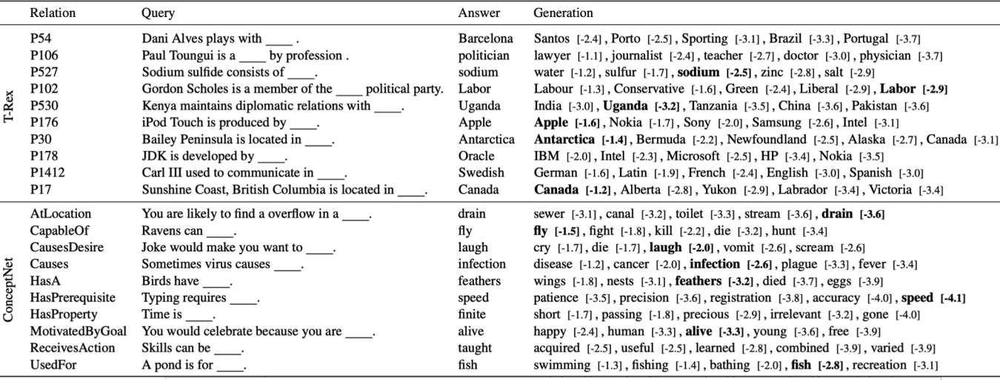 Relation Query Answer Generation
T-Rex
P54 Dani Alves plays with ____ . Barcelona Santos [-2.4] , Porto [-2.5] , Sporting [-3.1] , Brazil [-3.3] , Portugal [-3.7]
P106 Paul Toungui is a ____ by profession . politician lawyer [-1.1] , journalist [-2.4] , teacher [-2.7] , doctor [-3.0] , physician [-3.7]
P527 Sodium sulfide consists of ____. sodium water [-1.2] , sulfur [-1.7] , sodium [-2.5] , zinc [-2.8] , salt [-2.9]
P102 Gordon Scholes is a member of the ____ political party. Labor Labour [-1.3] , Conservative [-1.6] , Green [-2.4] , Liberal [-2.9] , Labor [-2.9]
P530 Kenya maintains diplomatic relations with ____. Uganda India [-3.0] , Uganda [-3.2] , Tanzania [-3.5] , China [-3.6] , Pakistan [-3.6]
P176 iPod Touch is produced by ____. Apple Apple [-1.6] , Nokia [-1.7] , Sony [-2.0] , Samsung [-2.6] , Intel [-3.1]
P30 Bailey Peninsula is located in ____. Antarctica Antarctica [-1.4] , Bermuda [-2.2] , Newfoundland [-2.5] , Alaska [-2.7] , Canada [-3.1]
P178 JDK is developed by ____. Oracle IBM [-2.0] , Intel [-2.3] , Microsoft [-2.5] , HP [-3.4] , Nokia [-3.5]
P1412 Carl III used to communicate in ____. Swedish German [-1.6] , Latin [-1.9] , French [-2.4] , English [-3.0] , Spanish [-3.0]
P17 Sunshine Coast, British Columbia is located in ____. Canada Canada [-1.2] , Alberta [-2.8] , Yukon [-2.9] , Labrador [-3.4] , Victoria [-3.4]
ConceptNet
AtLocation You are likely to find a overflow in a ____. drain sewer [-3.1] , canal [-3.2] , toilet [-3.3] , stream [-3.6] , drain [-3.6]
CapableOf Ravens can ____. fly fly [-1.5] , fight [-1.8] , kill [-2.2] , die [-3.2] , hunt [-3.4]
CausesDesire Joke would make you want to ____. laugh cry [-1.7] , die [-1.7] , laugh [-2.0] , vomit [-2.6] , scream [-2.6]
Causes Sometimes virus causes ____. infection disease [-1.2] , cancer [-2.0] , infection [-2.6] , plague [-3.3] , fever [-3.4]
HasA Birds have ____. feathers wings [-1.8] , nests [-3.1] , feathers [-3.2] , died [-3.7] , eggs [-3.9]
HasPrerequisite Typing requires ____. speed patience [-3.5] , precision [-3.6] , registration [-3.8] , accuracy [-4.0] , speed [-4.1]
HasProperty Time is ____. finite short [-1.7] , passing [-1.8] , precious [-2.9] , irrelevant [-3.2] , gone [-4.0]
MotivatedByGoal You would celebrate because you are ____. alive happy [-2.4] , human [-3.3] , alive [-3.3] , young [-3.6] , free [-3.9]
ReceivesAction Skills can be ____. taught acquired [-2.5] , useful [-2.5] , learned [-2.8] , combined [-3.9] , varied [-3.9]
UsedFor A pond is for ____. fish swimming [-1.3] , fishing [-1.4] , bathing [-2.0] , fish [-2.8] , recreation [-3.1]